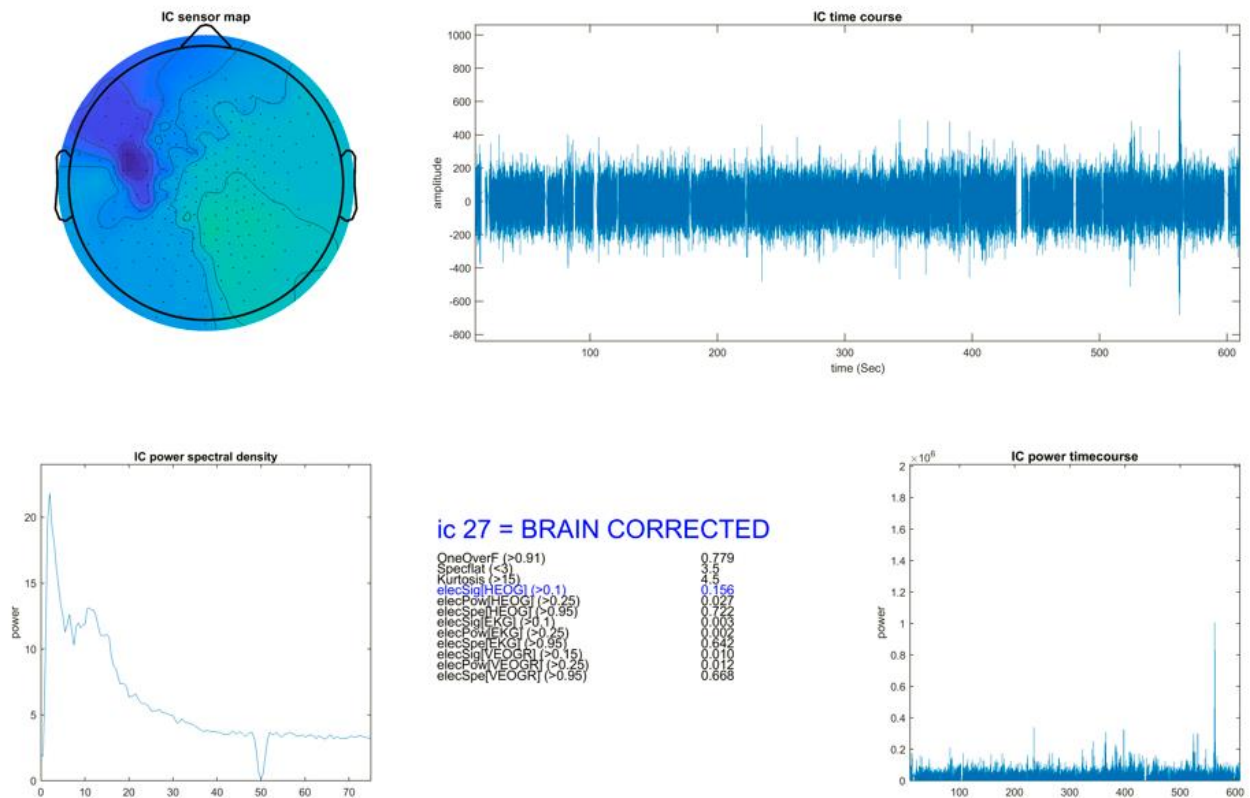 IC sensor map
IC time course
1000
800
600
400
200
0
-200
-400
-600
-800
amplitude
100
200
300
400
500
600
time (Sec)
IC power spectral density
20
15
10
5
0
power
0
10
20
30
40
50
60
70
ic 27 = BRAIN CORRECTED
OneOverF (>0.91) 0.779
Specflat (<3) 3.5
Kurtosis (>15) 4.5
elecSig[HEOG] (>0.1) 0.156
elecPow[HEOG] (>0.25) 0.027
elecSpe[HEOG] (>0.95) 0.722
elecSig[EKG] (>0.1) 0.003
elecPow[EKG] (>0.25) 0.002
elecSpe[EKG] (>0.95) 0.642
elecSig[VEOGR] (>0.15) 0.010
elecPow[VEOGR] (>0.25) 0.012
elecSpe[VEOGR] (>0.95) 0.668
IC power timecourse
×10^6
2
1.8
1.6
1.4
1.2
1
0.8
0.6
0.4
0.2
0
power
100
200
300
400
500
600